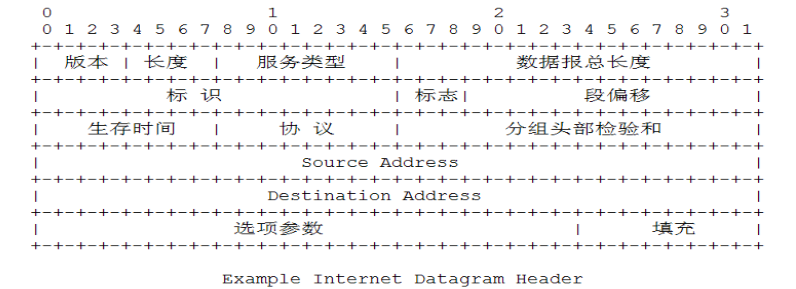 0 1 2 3
0 1 2 3 4 5 6 7 8 9 0 1 2 3 4 5 6 7 8 9 0 1 2 3 4 5 6 7 8 9 0 1
+-+-+-+-+-+-+-+-+-+-+-+-+-+-+-+-+-+-+-+-+-+-+-+-+-+-+-+-+-+-+-+-+
| 版本 | 长度 | 服务类型 | 数据报总长度 |
+-+-+-+-+-+-+-+-+-+-+-+-+-+-+-+-+-+-+-+-+-+-+-+-+-+-+-+-+-+-+-+-+
| 标 识 | 标志| 段偏移 |
+-+-+-+-+-+-+-+-+-+-+-+-+-+-+-+-+-+-+-+-+-+-+-+-+-+-+-+-+-+-+-+-+
| 生存时间 | 协 议 | 分组头部检验和 |
+-+-+-+-+-+-+-+-+-+-+-+-+-+-+-+-+-+-+-+-+-+-+-+-+-+-+-+-+-+-+-+-+
| Source Address |
+-+-+-+-+-+-+-+-+-+-+-+-+-+-+-+-+-+-+-+-+-+-+-+-+-+-+-+-+-+-+-+-+
| Destination Address |
+-+-+-+-+-+-+-+-+-+-+-+-+-+-+-+-+-+-+-+-+-+-+-+-+-+-+-+-+-+-+-+-+
| 选项参数 | 填充 |
+-+-+-+-+-+-+-+-+-+-+-+-+-+-+-+-+-+-+-+-+-+-+-+-+-+-+-+-+-+-+-+-+
Example Internet Datagram Header